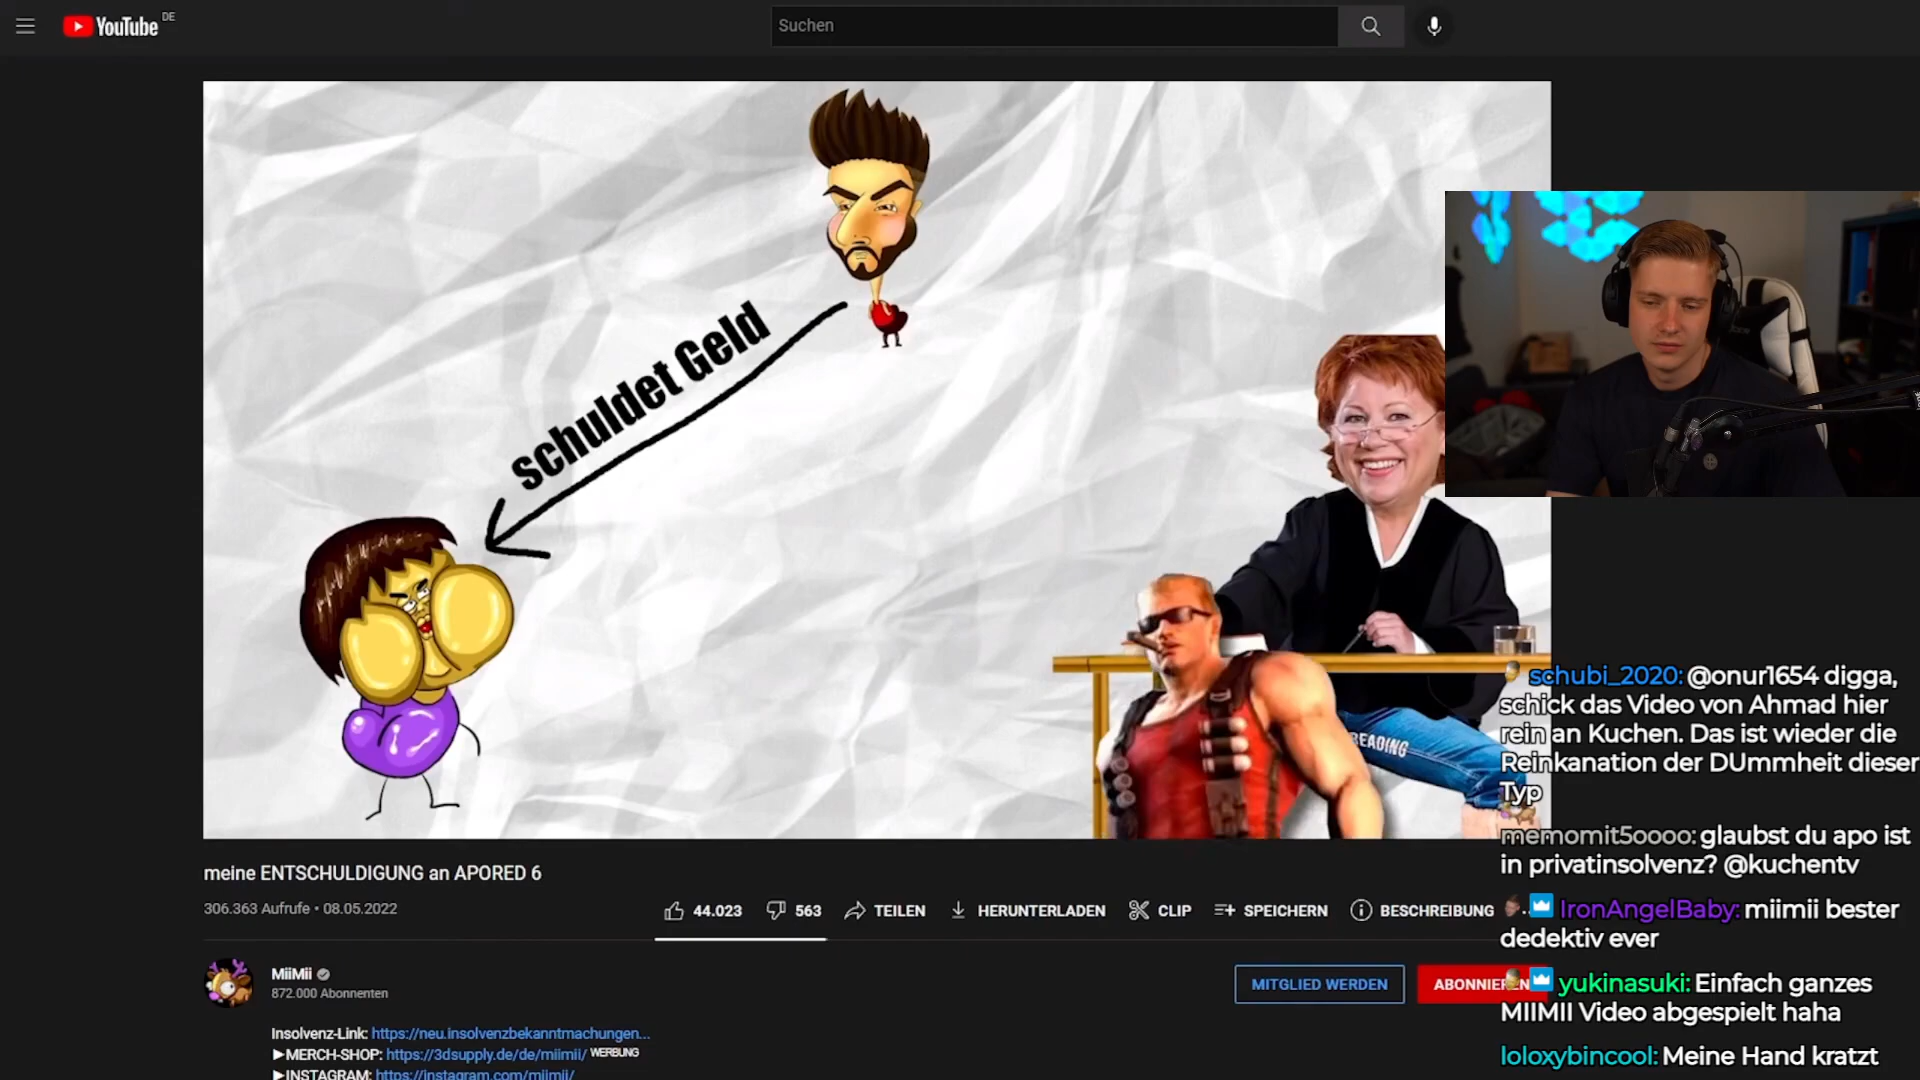 YouTube DE
Suchen
schuldet Geld
READING
meine ENTSCHULDIGUNG an APORED 6
306.363 Aufrufe • 08.05.2022
44.023
563
TEILEN
HERUNTERLADEN
CLIP
SPEICHERN
BESCHREIBUNG
MiiMii
872.000 Abonnenten
MITGLIED WERDEN
ABONNIEREN
Insolvenz-Link: https://neu.insolvenzbekanntmachungen...
►MERCH-SHOP: https://3dsupply.de/de/miimii/ WERBUNG
►INSTAGRAM: https://instagram.com/miimii/
schubi_2020: @onur1654 digga,
schick das Video von Ahmad hier
rein an Kuchen. Das ist wieder die
Reinkanation der DUmmheit dieser
Typ
memomit5oooo: glaubst du apo ist
in privatinsolvenz? @kuchentv
IronAngelBaby: miimii bester
dedektiv ever
yukinasuki: Einfach ganzes
MIIMII Video abgespielt haha
loloxybincool: Meine Hand kratzt